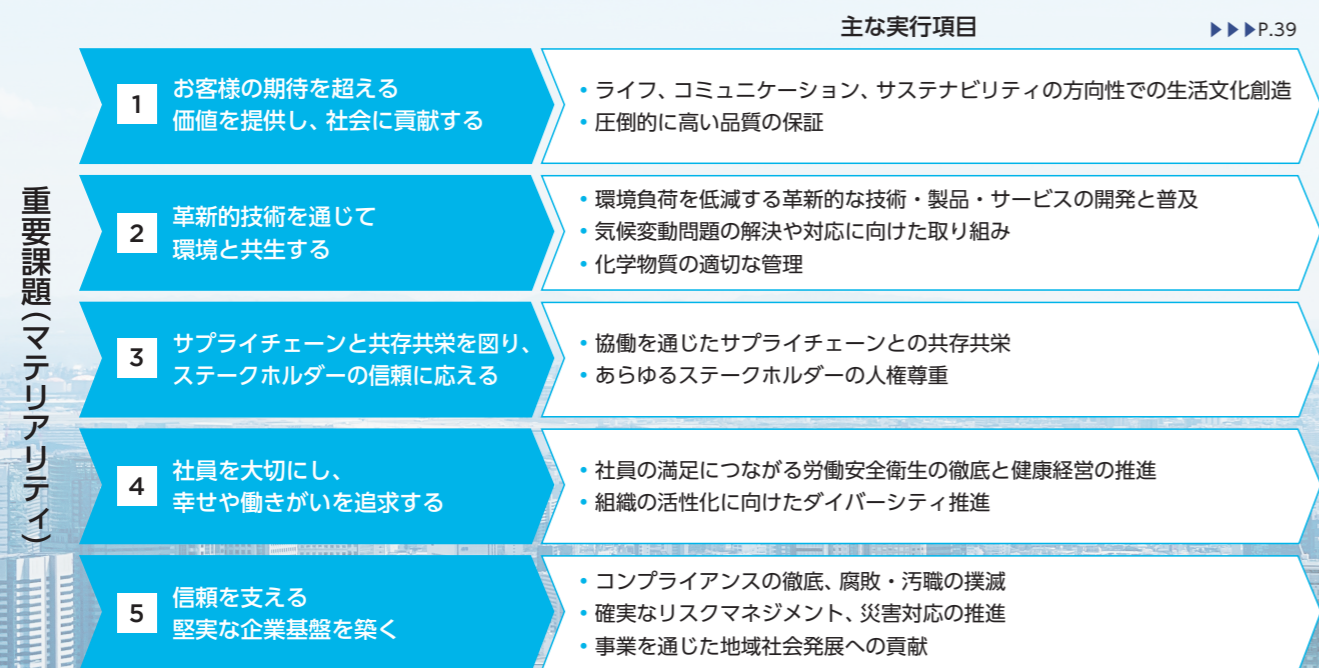 主な実行項目
▶▶▶P.39
重要課題(マテリアリティ)
1
お客様の期待を超える
価値を提供し、社会に貢献する
・ライフ、コミュニケーション、サステナビリティの方向性での生活文化創造
・圧倒的に高い品質の保証
2
革新的技術を通じて
環境と共生する
・環境負荷を低減する革新的な技術・製品・サービスの開発と普及
・気候変動問題の解決や対応に向けた取り組み
・化学物質の適切な管理
3
サプライチェーンと共存共栄を図り、
ステークホルダーの信頼に応える
・協働を通じたサプライチェーンとの共存共栄
・あらゆるステークホルダーの人権尊重
4
社員を大切にし、
幸せや働きがいを追求する
・社員の満足につながる労働安全衛生の徹底と健康経営の推進
・組織の活性化に向けたダイバーシティ推進
5
信頼を支える
堅実な企業基盤を築く
・コンプライアンスの徹底、腐敗・汚職の撲滅
・確実なリスクマネジメント、災害対応の推進
・事業を通じた地域社会発展への貢献